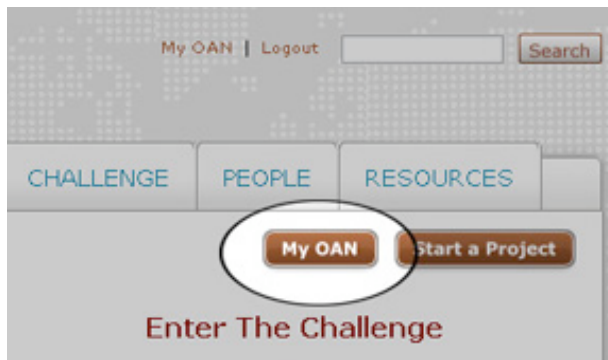 My OAN | Logout Search
CHALLENGE PEOPLE RESOURCES
My OAN Start a Project
Enter The Challenge